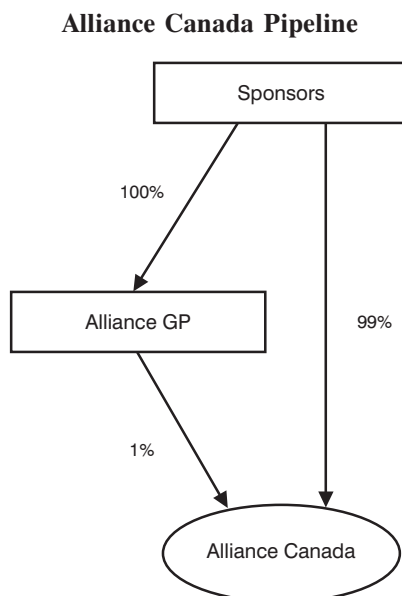 Alliance Canada Pipeline
Sponsors
100%
Alliance GP
99%
1%
Alliance Canada